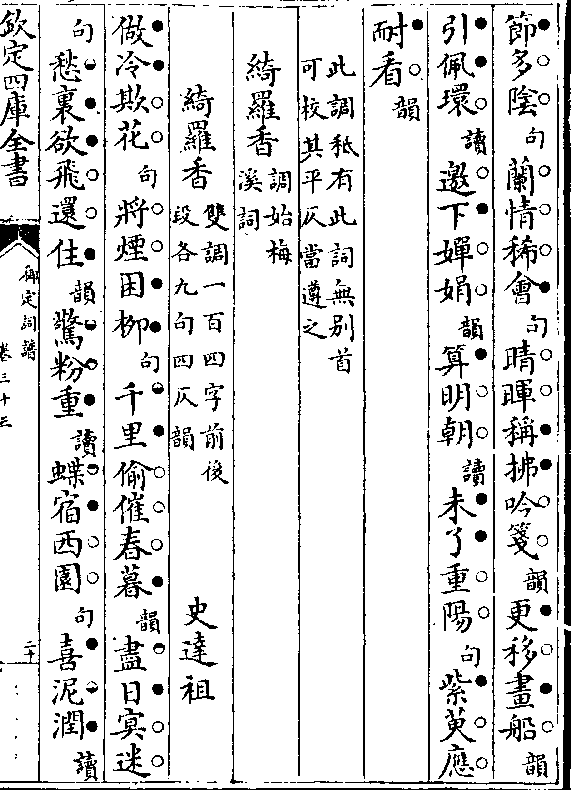 節多陰句蘭情稀會句晴暉稱拂吟箋韻更移畫船韻
引佩環讀邀下嬋娟韻算明朝讀未了重陽句紫萸應
耐看韻
此調秪有此詞無別首
可校其平仄當遵之
綺羅香調始梅
溪詞
綺羅香雙調一百四字前後
段各九句四仄韻
史達祖
做冷欺花句將煙困柳句千里偷催春暮韻盡日冥迷
句愁裏欲飛還住韻驚粉重讀蝶宿西園句喜泥潤讀
欽定四庫全書
御定詞譜
卷三十三